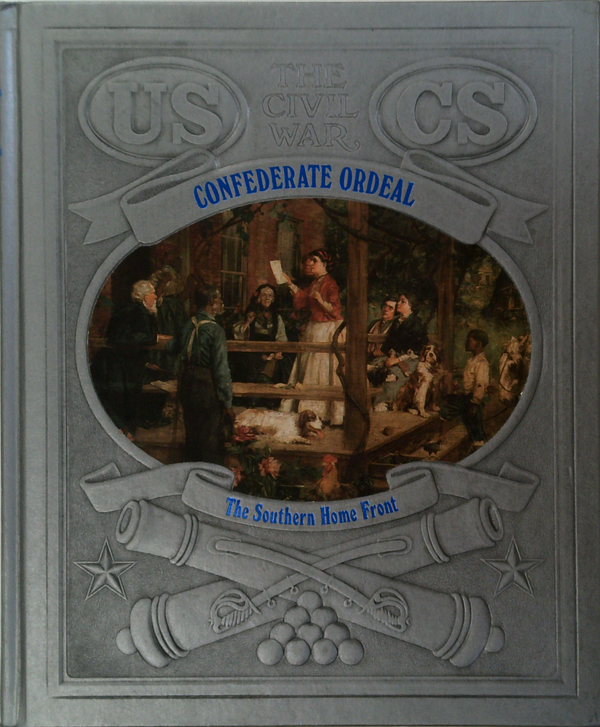 US
THE
CIVIL
WAR
CS
CONFEDERATE ORDEAL
The Southern Home Front